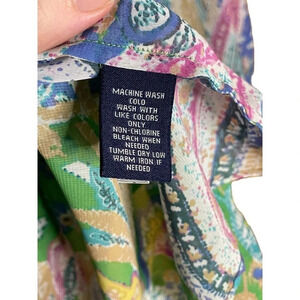 MACHINE WASH
COLD
WASH WITH
LIKE COLORS
ONLY
NON-CHLORINE
BLEACH WHEN
NEEDED
TUMBLE DRY LOW
WARM IRON IF
NEEDED